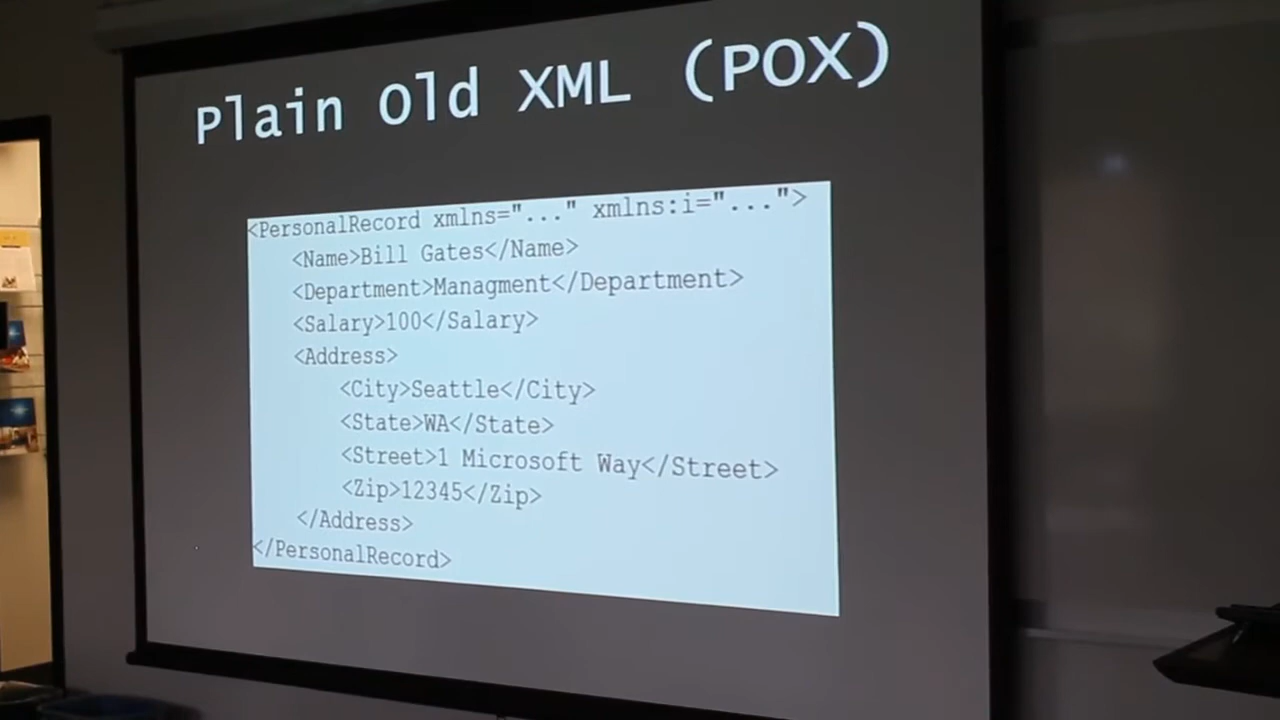 Plain Old XML (POX)
<PersonalRecord xmlns="..." xmlns:i="...">
<Name>Bill Gates</Name>
<Department>Managment</Department>
<Salary>100</Salary>
<Address>
<City>Seattle</City>
<State>WA</State>
<Street>1 Microsoft Way</Street>
<Zip>12345</Zip>
</Address>
</PersonalRecord>